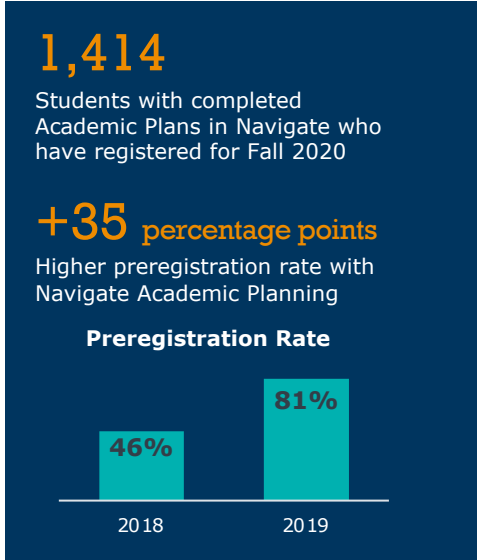 1,414
Students with completed
Academic Plans in Navigate who
have registered for Fall 2020
+35 percentage points
Higher preregistration rate with
Navigate Academic Planning
Preregistration Rate
46%
81%
2018
2019